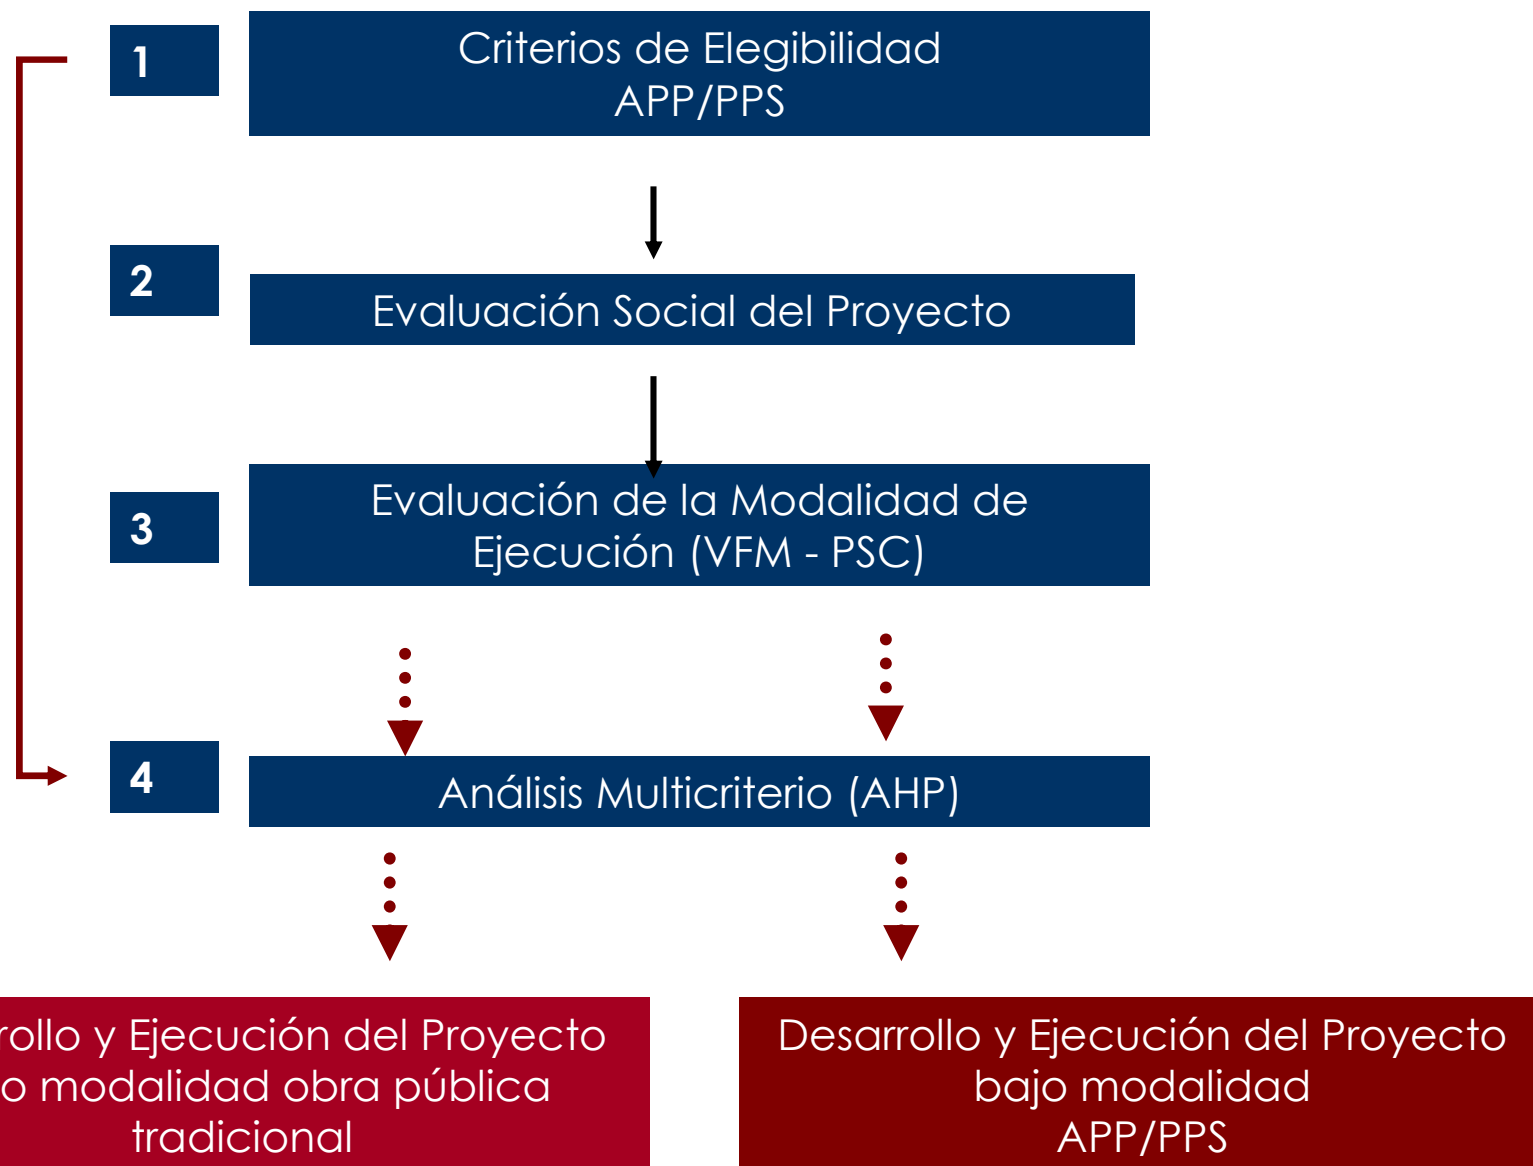 1
Criterios de Elegibilidad
APP/PPS
2
Evaluación Social del Proyecto
3
Evaluación de la Modalidad de
Ejecución (VFM - PSC)
4
Análisis Multicriterio (AHP)
rollo y Ejecución del Proyecto
o modalidad obra pública
tradicional
Desarrollo y Ejecución del Proyecto
bajo modalidad
APP/PPS